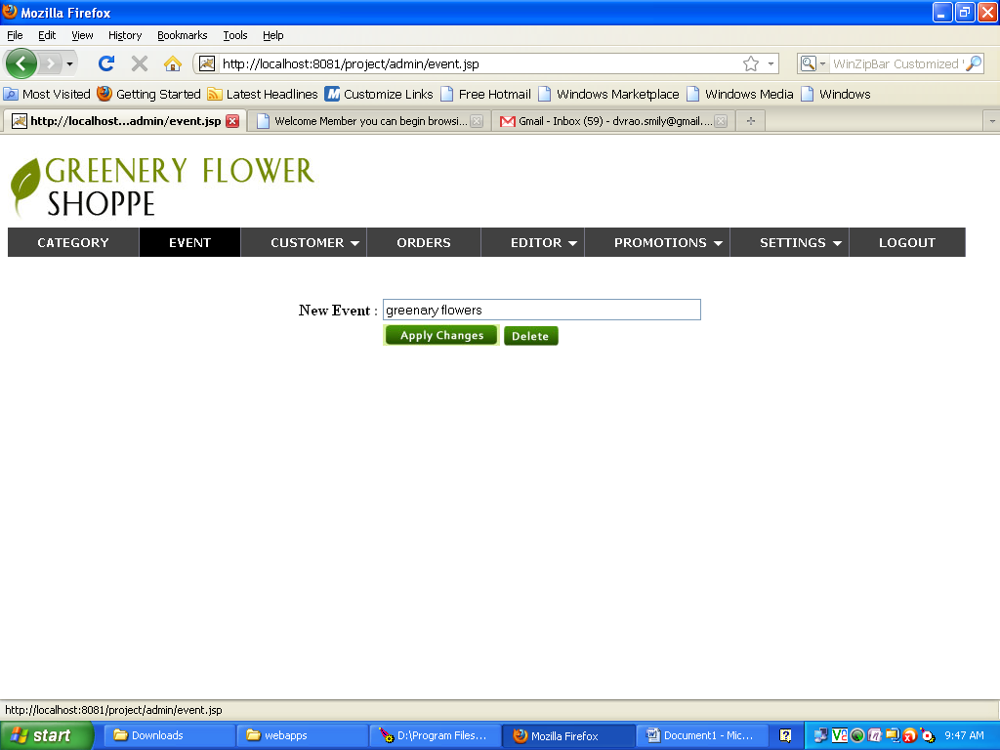 Mozilla Firefox
File Edit View History Bookmarks Tools Help
http://localhost:8081/project/admin/event.jsp WinZipBar Customized
Most Visited Getting Started Latest Headlines Customize Links Free Hotmail Windows Marketplace Windows Media Windows
http://localhost...admin/event.jsp Welcome Member you can begin browsi... Gmail - Inbox (59) - dvrao.smily@gmail....
GREENERY FLOWER
SHOPPE
CATEGORY EVENT CUSTOMER ORDERS EDITOR PROMOTIONS SETTINGS LOGOUT
New Event : greenary flowers
Apply Changes Delete
http://localhost:8081/project/admin/event.jsp
start Downloads webapps D:\Program Files... Mozilla Firefox Document1 - Mic... 9:47 AM